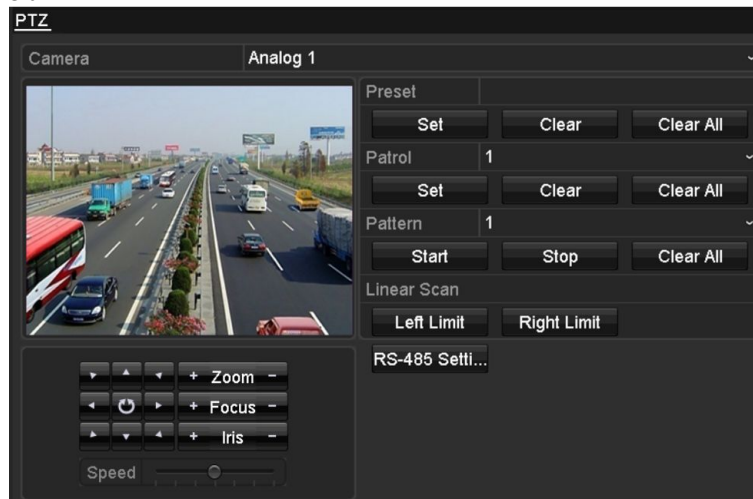 PTZ
Camera Analog 1
Preset
Set Clear Clear All
Patrol 1
Set Clear Clear All
Pattern 1
Start Stop Clear All
Linear Scan
Left Limit Right Limit
RS-485 Setti...
+ Zoom -
+ Focus -
+ Iris -
Speed